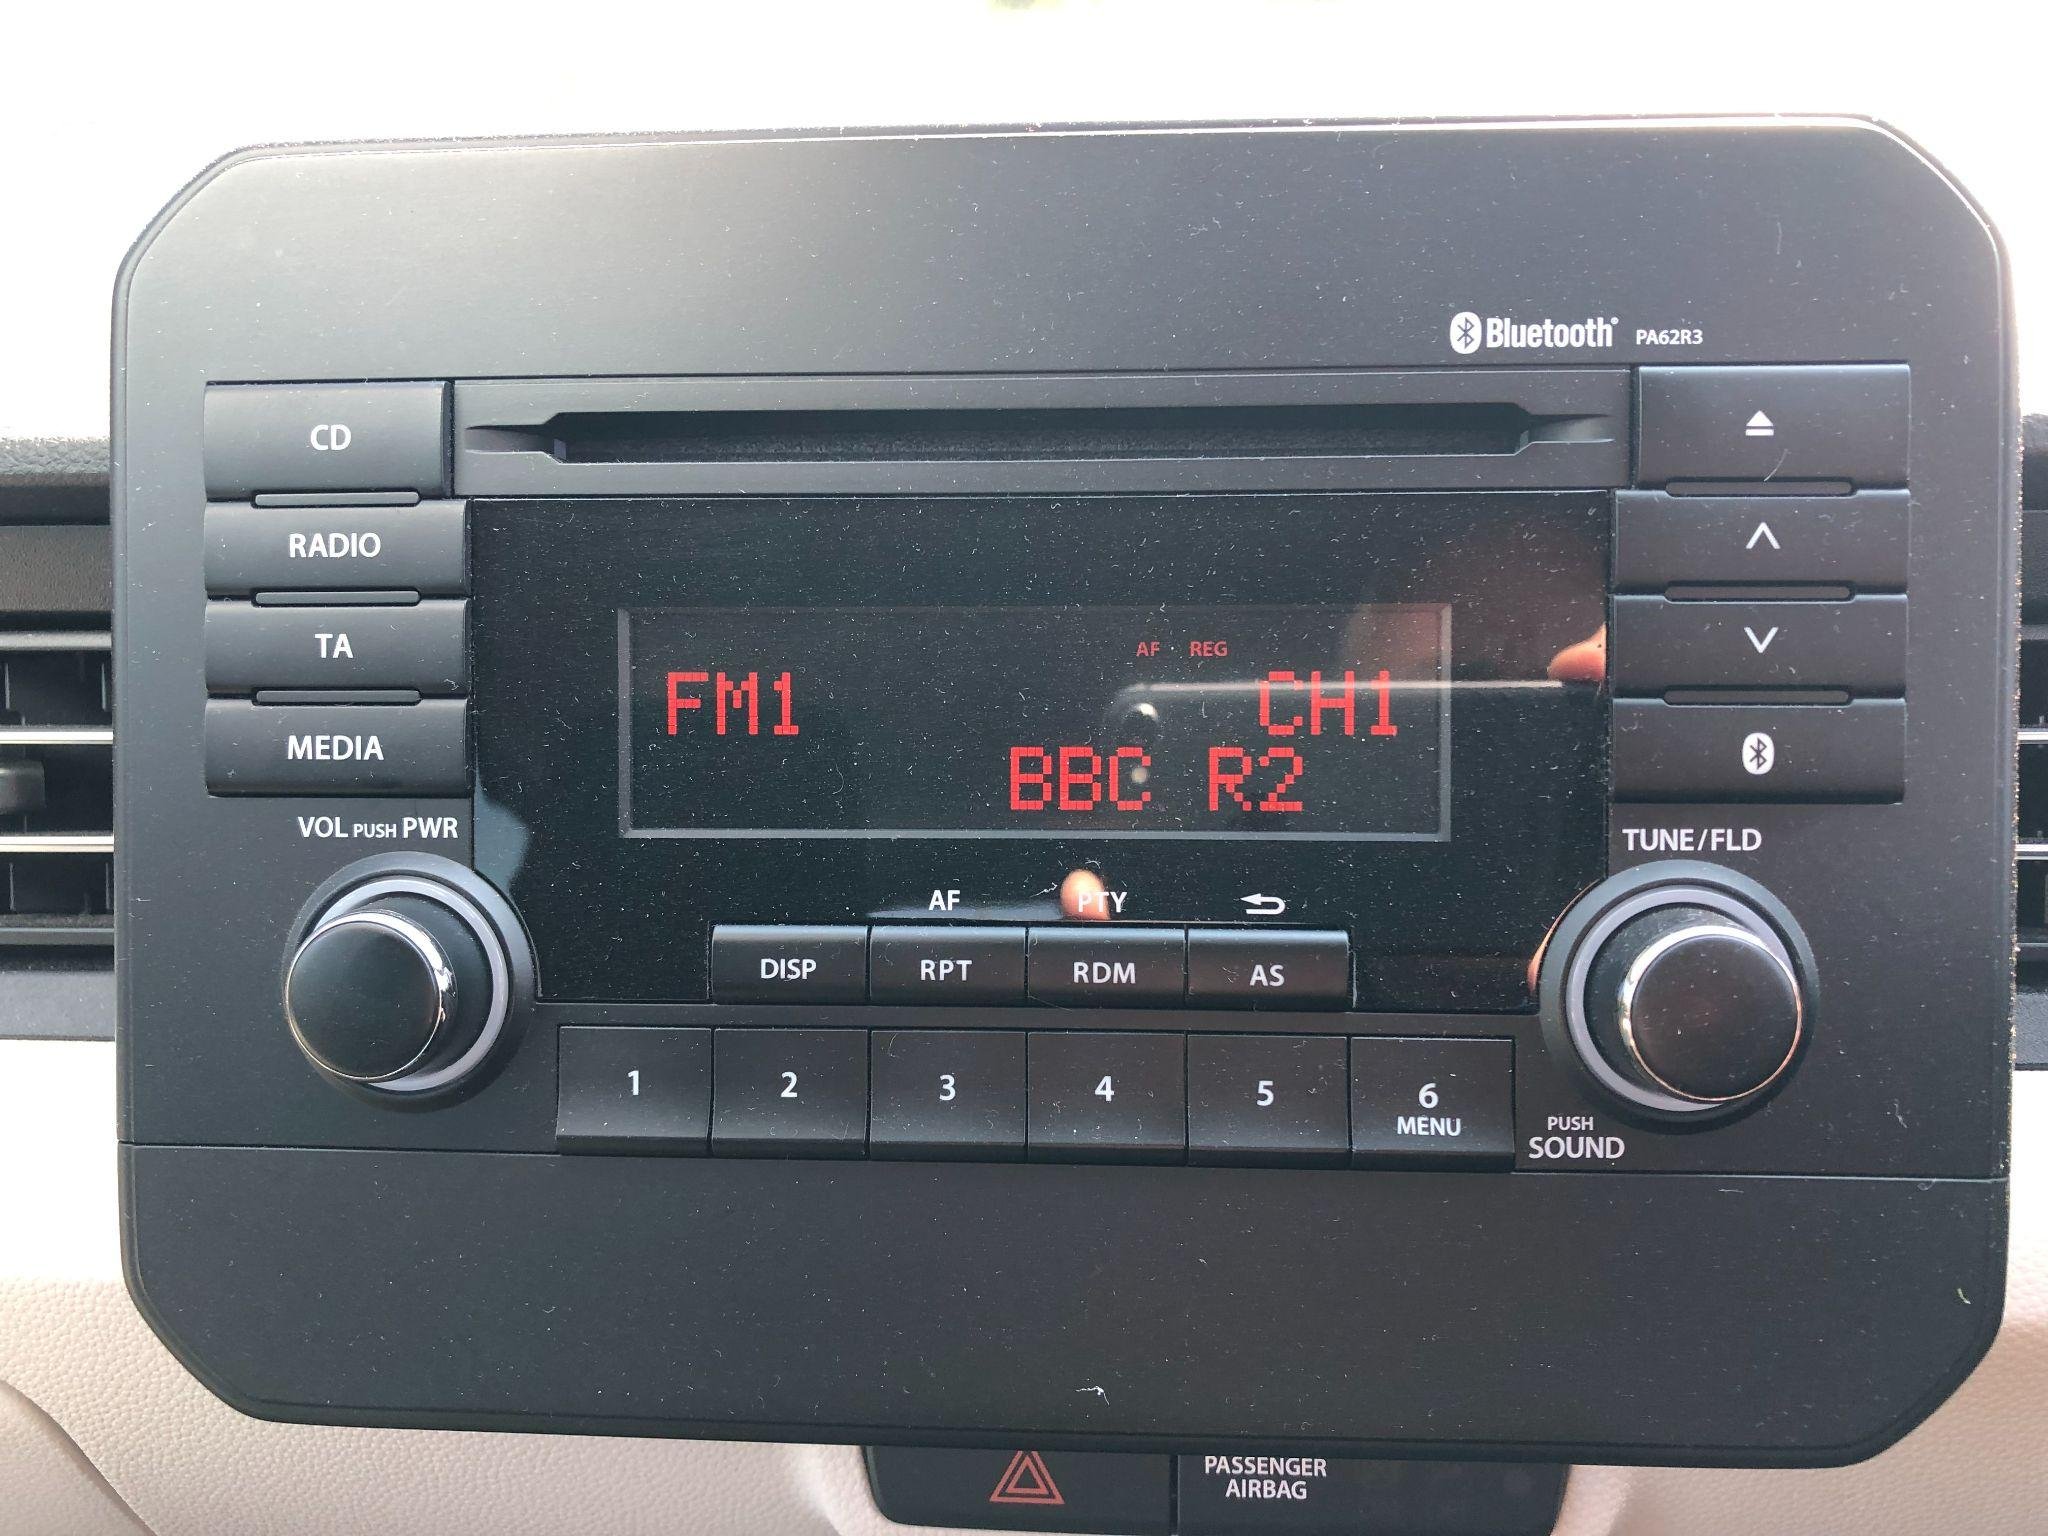 Bluetooth® PA62R3
CD
RADIO
TA
MEDIA
AF REG
FM1 CH1
BBC R2
VOL PUSH PWR
TUNE/FLD
AF PTY
DISP RPT RDM AS
1 2 3 4 5 6
MENU
PUSH
SOUND
PASSENGER
AIRBAG